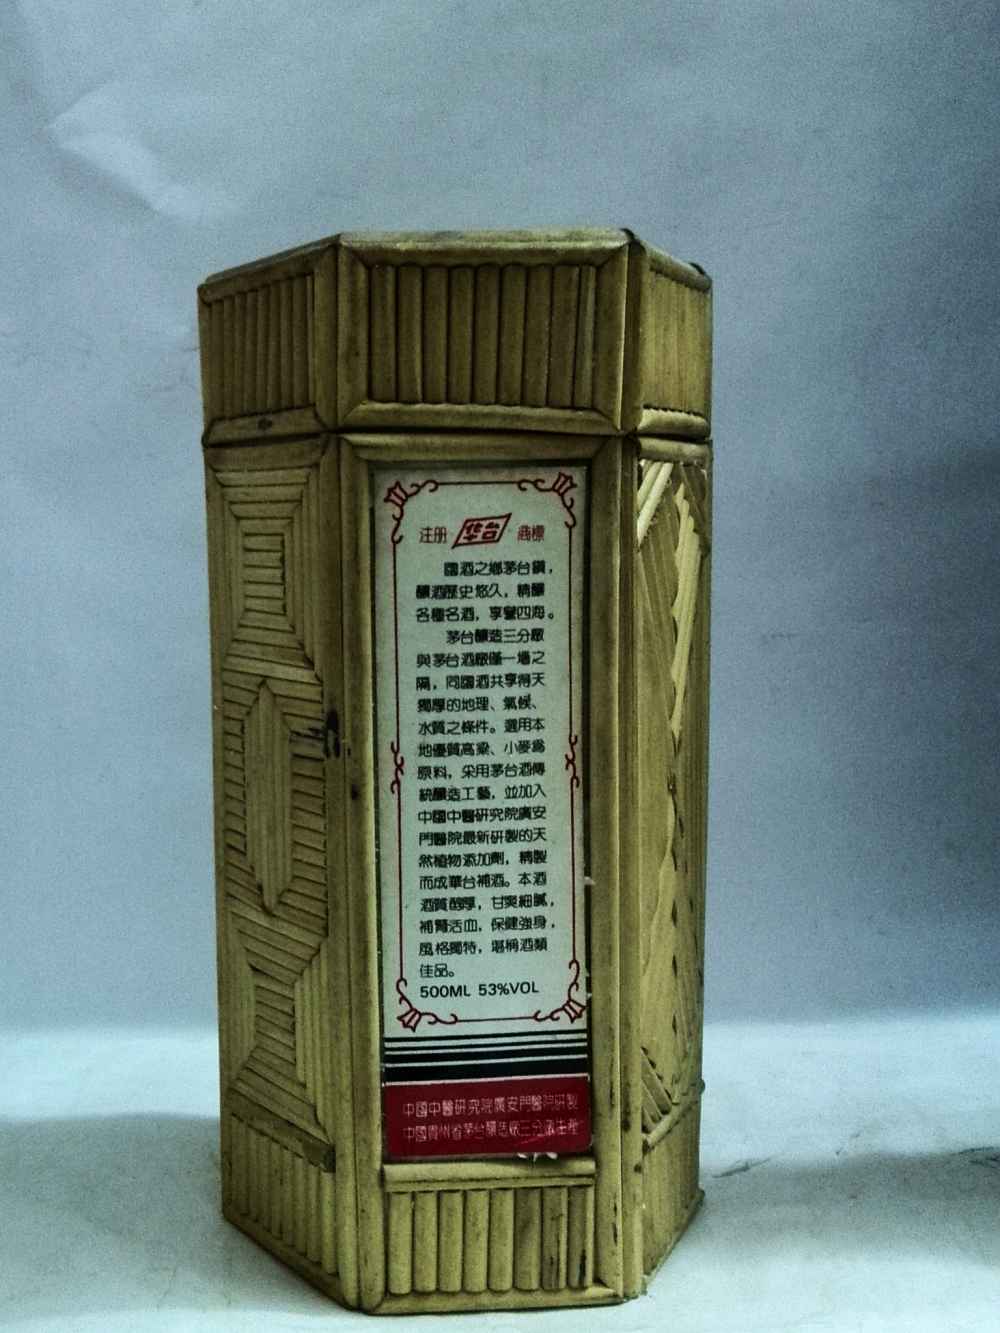 注册 华台 商標
國酒之鄉茅台鎮，
釀酒歷史悠久，精釀
各種名酒，享譽四海。
茅台釀造三分廠
與茅台酒廠僅一墻之
隔，同國酒共享得天
獨厚的地理、氣候、
水質之條件。選用本
地優質高粱、小麥為
原料，采用茅台酒傳
統釀造工藝，並加入
中國中醫研究院廣安
門醫院最新研製的天
然植物添加劑，精製
而成華台補酒。本酒
酒質醇厚，甘爽細膩，
補腎活血，保健強身，
風格獨特，堪稱酒類
佳品。
500ML 53%VOL
中國中醫研究院廣安門醫院研製
中國貴州省茅台釀造廠三分廠生產